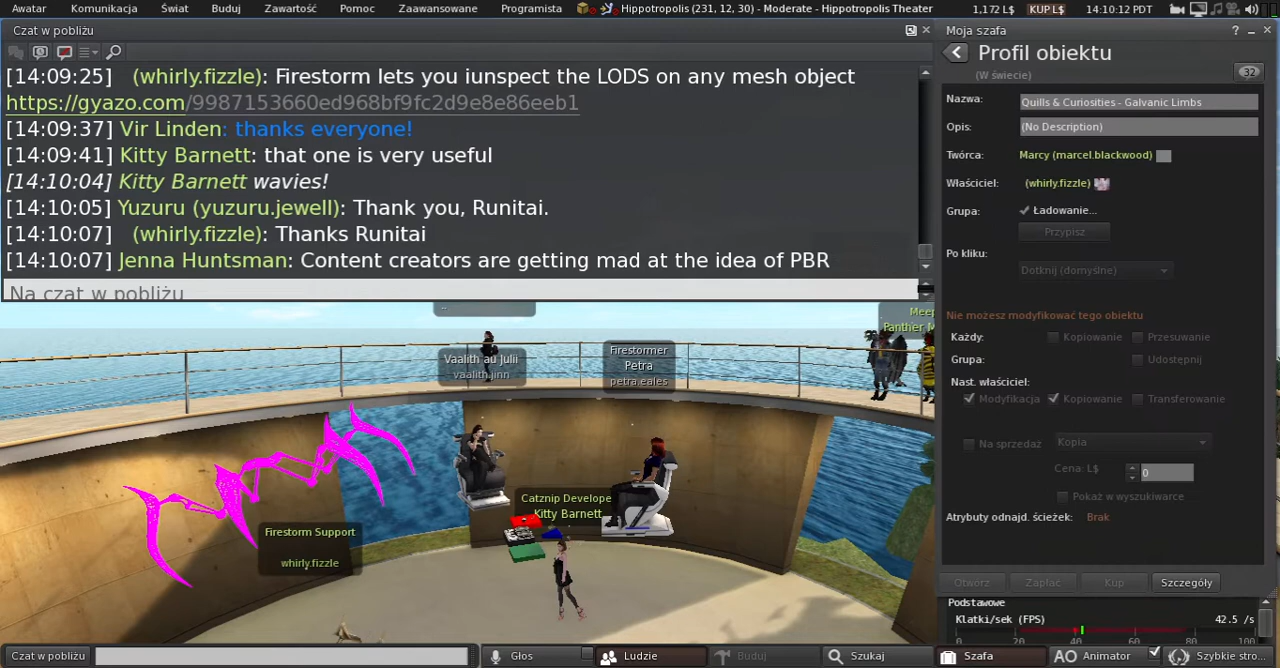 Awatar Komunikacja Świat Buduj Zawartość Pomoc Zaawansowane Programista Hippotropolis (231, 12, 30) - Moderate - Hippotropolis Theater 1,172 L$ KUP L$ 14:10:12 PDT
Czat w pobliżu
[14:09:25] (whirly.fizzle): Firestorm lets you iunspect the LODS on any mesh object
https://gyazo.com/9987153660ed968bf9fc2d9e8e86eeb1
[14:09:37] Vir Linden: thanks everyone!
[14:09:41] Kitty Barnett: that one is very useful
[14:10:04] Kitty Barnett wavies!
[14:10:05] Yuzuru (yuzuru.jewell): Thank you, Runitai.
[14:10:07] (whirly.fizzle): Thanks Runitai
[14:10:07] Jenna Huntsman: Content creators are getting mad at the idea of PBR
Na czat w pobliżu
Meep
Panther M
Vaalith au Julii
vaalith.jinn
Firestormer
Petra
petra.eales
Catznip Develope
Kitty Barnett
Firestorm Support
whirly.fizzle
Moja szafa
Profil obiektu
(W świecie)
32
Nazwa: Quills & Curiosities - Galvanic Limbs
Opis: (No Description)
Twórca: Marcy (marcel.blackwood)
Właściciel: (whirly.fizzle)
Grupa: Ładowanie...
Przypisz
Po kliku:
Dotknij (domyślne)
Nie możesz modyfikować tego obiektu
Każdy: Kopiowanie Przesuwanie
Grupa: Udostępnij
Nast. właściciel:
Modyfikacja Kopiowanie Transferowanie
Na sprzedaż Kopia
Cena: L$ 0
Pokaż w wyszukiwarce
Atrybuty odnajd. ścieżek: Brak
Otwórz Zapłać Kup Szczegóły
Podstawowe
Klatki/sek (FPS) 42.5 /s
0 20 40 60 80 100
Czat w pobliżu Głos Ludzie Buduj Szukaj Szafa AO Animator Szybkie stro...